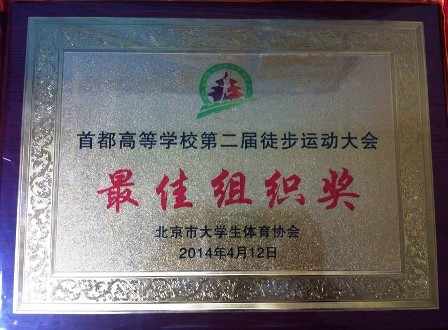 首都高等学校第二届徒步运动大会
最佳组织奖
北京市大学生体育协会
2014年4月12日